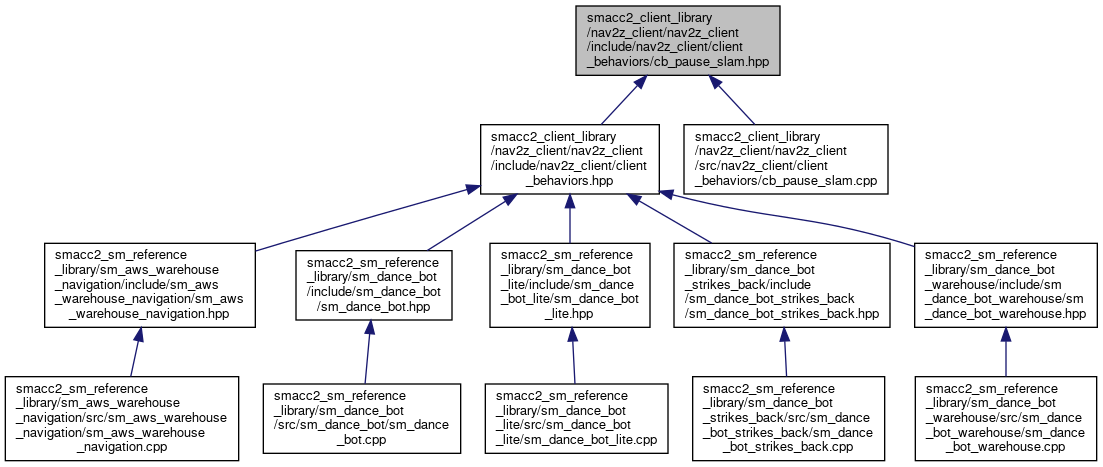 smacc2_client_library
/nav2z_client/nav2z_client
/include/nav2z_client/client
_behaviors/cb_pause_slam.hpp
smacc2_client_library
/nav2z_client/nav2z_client
/include/nav2z_client/client
_behaviors.hpp
smacc2_client_library
/nav2z_client/nav2z_client
/src/nav2z_client/client
_behaviors/cb_pause_slam.cpp
smacc2_sm_reference
_library/sm_aws_warehouse
_navigation/include/sm_aws
_warehouse_navigation/sm_aws
_warehouse_navigation.hpp
smacc2_sm_reference
_library/sm_dance_bot
/include/sm_dance_bot
/sm_dance_bot.hpp
smacc2_sm_reference
_library/sm_dance_bot
_lite/include/sm_dance
_bot_lite/sm_dance_bot
_lite.hpp
smacc2_sm_reference
_library/sm_dance_bot
_strikes_back/include
/sm_dance_bot_strikes_back
/sm_dance_bot_strikes_back.hpp
smacc2_sm_reference
_library/sm_dance_bot
_warehouse/include/sm
_dance_bot_warehouse/sm
_dance_bot_warehouse.hpp
smacc2_sm_reference
_library/sm_aws_warehouse
_navigation/src/sm_aws_warehouse
_navigation/sm_aws_warehouse
_navigation.cpp
smacc2_sm_reference
_library/sm_dance_bot
/src/sm_dance_bot/sm_dance
_bot.cpp
smacc2_sm_reference
_library/sm_dance_bot
_lite/src/sm_dance_bot
_lite/sm_dance_bot_lite.cpp
smacc2_sm_reference
_library/sm_dance_bot
_strikes_back/src/sm_dance
_bot_strikes_back/sm_dance
_bot_strikes_back.cpp
smacc2_sm_reference
_library/sm_dance_bot
_warehouse/src/sm_dance
_bot_warehouse/sm_dance
_bot_warehouse.cpp